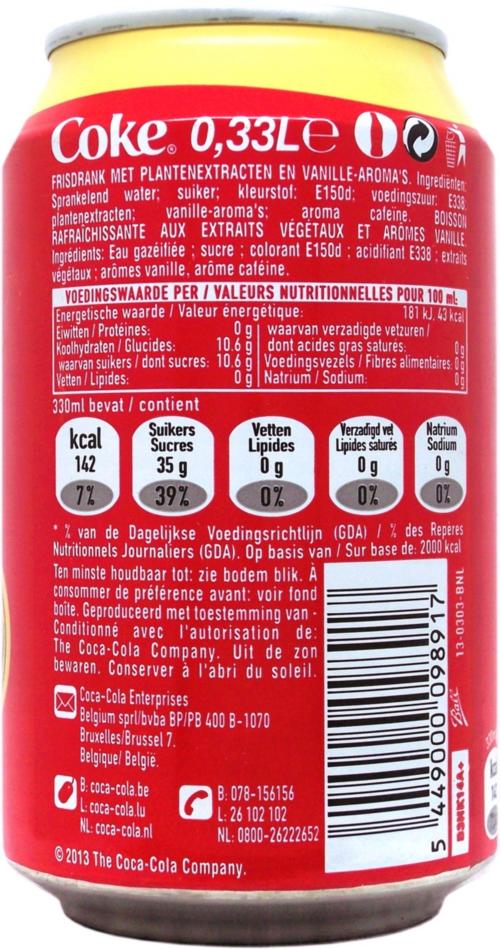 Coke® 0,33L e
FRISDRANK MET PLANTENEXTRACTEN EN VANILLE-AROMA'S. Ingrediënten:
Sprankelend water; suiker; kleurstof: E150d; voedingszuur: E338
plantenextracten; vanille-aroma's; aroma cafeïne. BOISSON
RAFRAÎCHISSANTE AUX EXTRAITS VÉGÉTAUX ET ARÔMES VANILLE.
Ingrédients: Eau gazéifiée ; sucre ; colorant E150d ; acidifiant E338 ; extraits
végétaux ; arômes vanille, arôme caféine.
VOEDINGSWAARDE PER / VALEURS NUTRITIONNELLES POUR 100 ml:
Energetische waarde / Valeur énergétique: 181 kJ, 43 kcal
Eiwitten / Protéines: 0 g
Koolhydraten / Glucides: 10.6 g
waarvan suikers / dont sucres: 10.6 g
Vetten / Lipides: 0 g
waarvan verzadigde vetzuren /
dont acides gras saturés: 0 g
Voedingsvezels / Fibres alimentaires: 0 g
Natrium / Sodium: 0 g
330ml bevat / contient
kcal
142
7%
Suikers
Sucres
35 g
39%
Vetten
Lipides
0 g
0%
Verzadigd vet
Lipides saturés
0 g
0%
Natrium
Sodium
0 g
0%
* % van de Dagelijkse Voedingsrichtlijn (GDA) / % des Repères
Nutritionnels Journaliers (GDA). Op basis van / Sur base de: 2000 kcal
Ten minste houdbaar tot: zie bodem blik. À
consommer de préférence avant: voir fond
boîte. Geproduceerd met toestemming van -
Conditionné avec l'autorisation de:
The Coca-Cola Company. Uit de zon
bewaren. Conserver à l'abri du soleil.
Coca-Cola Enterprises
Belgium sprl/bvba BP/PB 400 B-1070
Bruxelles/Brussel 7.
Belgique/ België.
B: coca-cola.be
L: coca-cola.lu
NL: coca-cola.nl
B: 078-156156
L: 26 102 102
NL: 0800-26222652
© 2013 The Coca-Cola Company.
5 449000 098917
13-0303-BNL
Ball
B3NK14A+